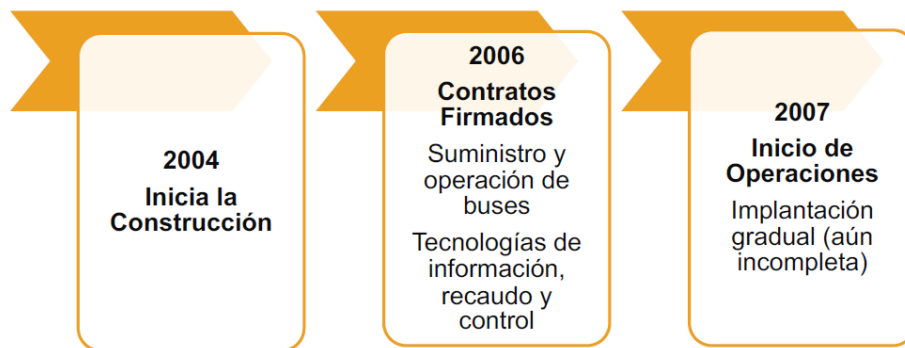 2004
Inicia la
Construcción
2006
Contratos
Firmados
Suministro y
operación de
buses
Tecnologías de
información,
recaudo y
control
2007
Inicio de
Operaciones
Implantación
gradual (aún
incompleta)